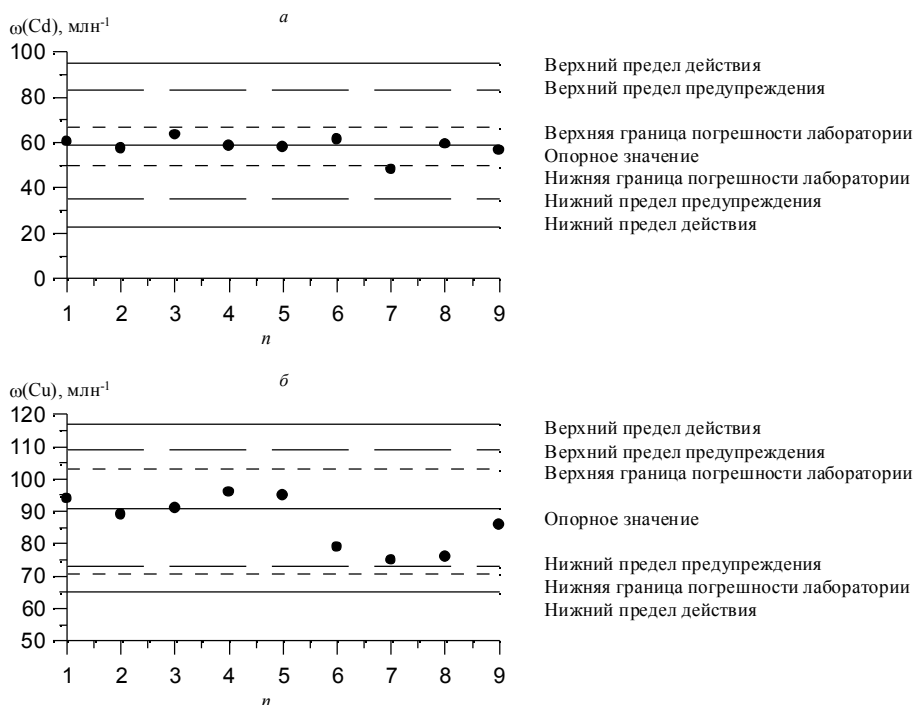 а
ω(Cd), млн-1
100
80
60
40
20
0
1 2 3 4 5 6 7 8 9
n
Верхний предел действия
Верхний предел предупреждения
Верхняя граница погрешности лаборатории
Опорное значение
Нижняя граница погрешности лаборатории
Нижний предел предупреждения
Нижний предел действия
б
ω(Cu), млн-1
120
110
100
90
80
70
60
50
1 2 3 4 5 6 7 8 9
n
Верхний предел действия
Верхний предел предупреждения
Верхняя граница погрешности лаборатории
Опорное значение
Нижний предел предупреждения
Нижняя граница погрешности лаборатории
Нижний предел действия